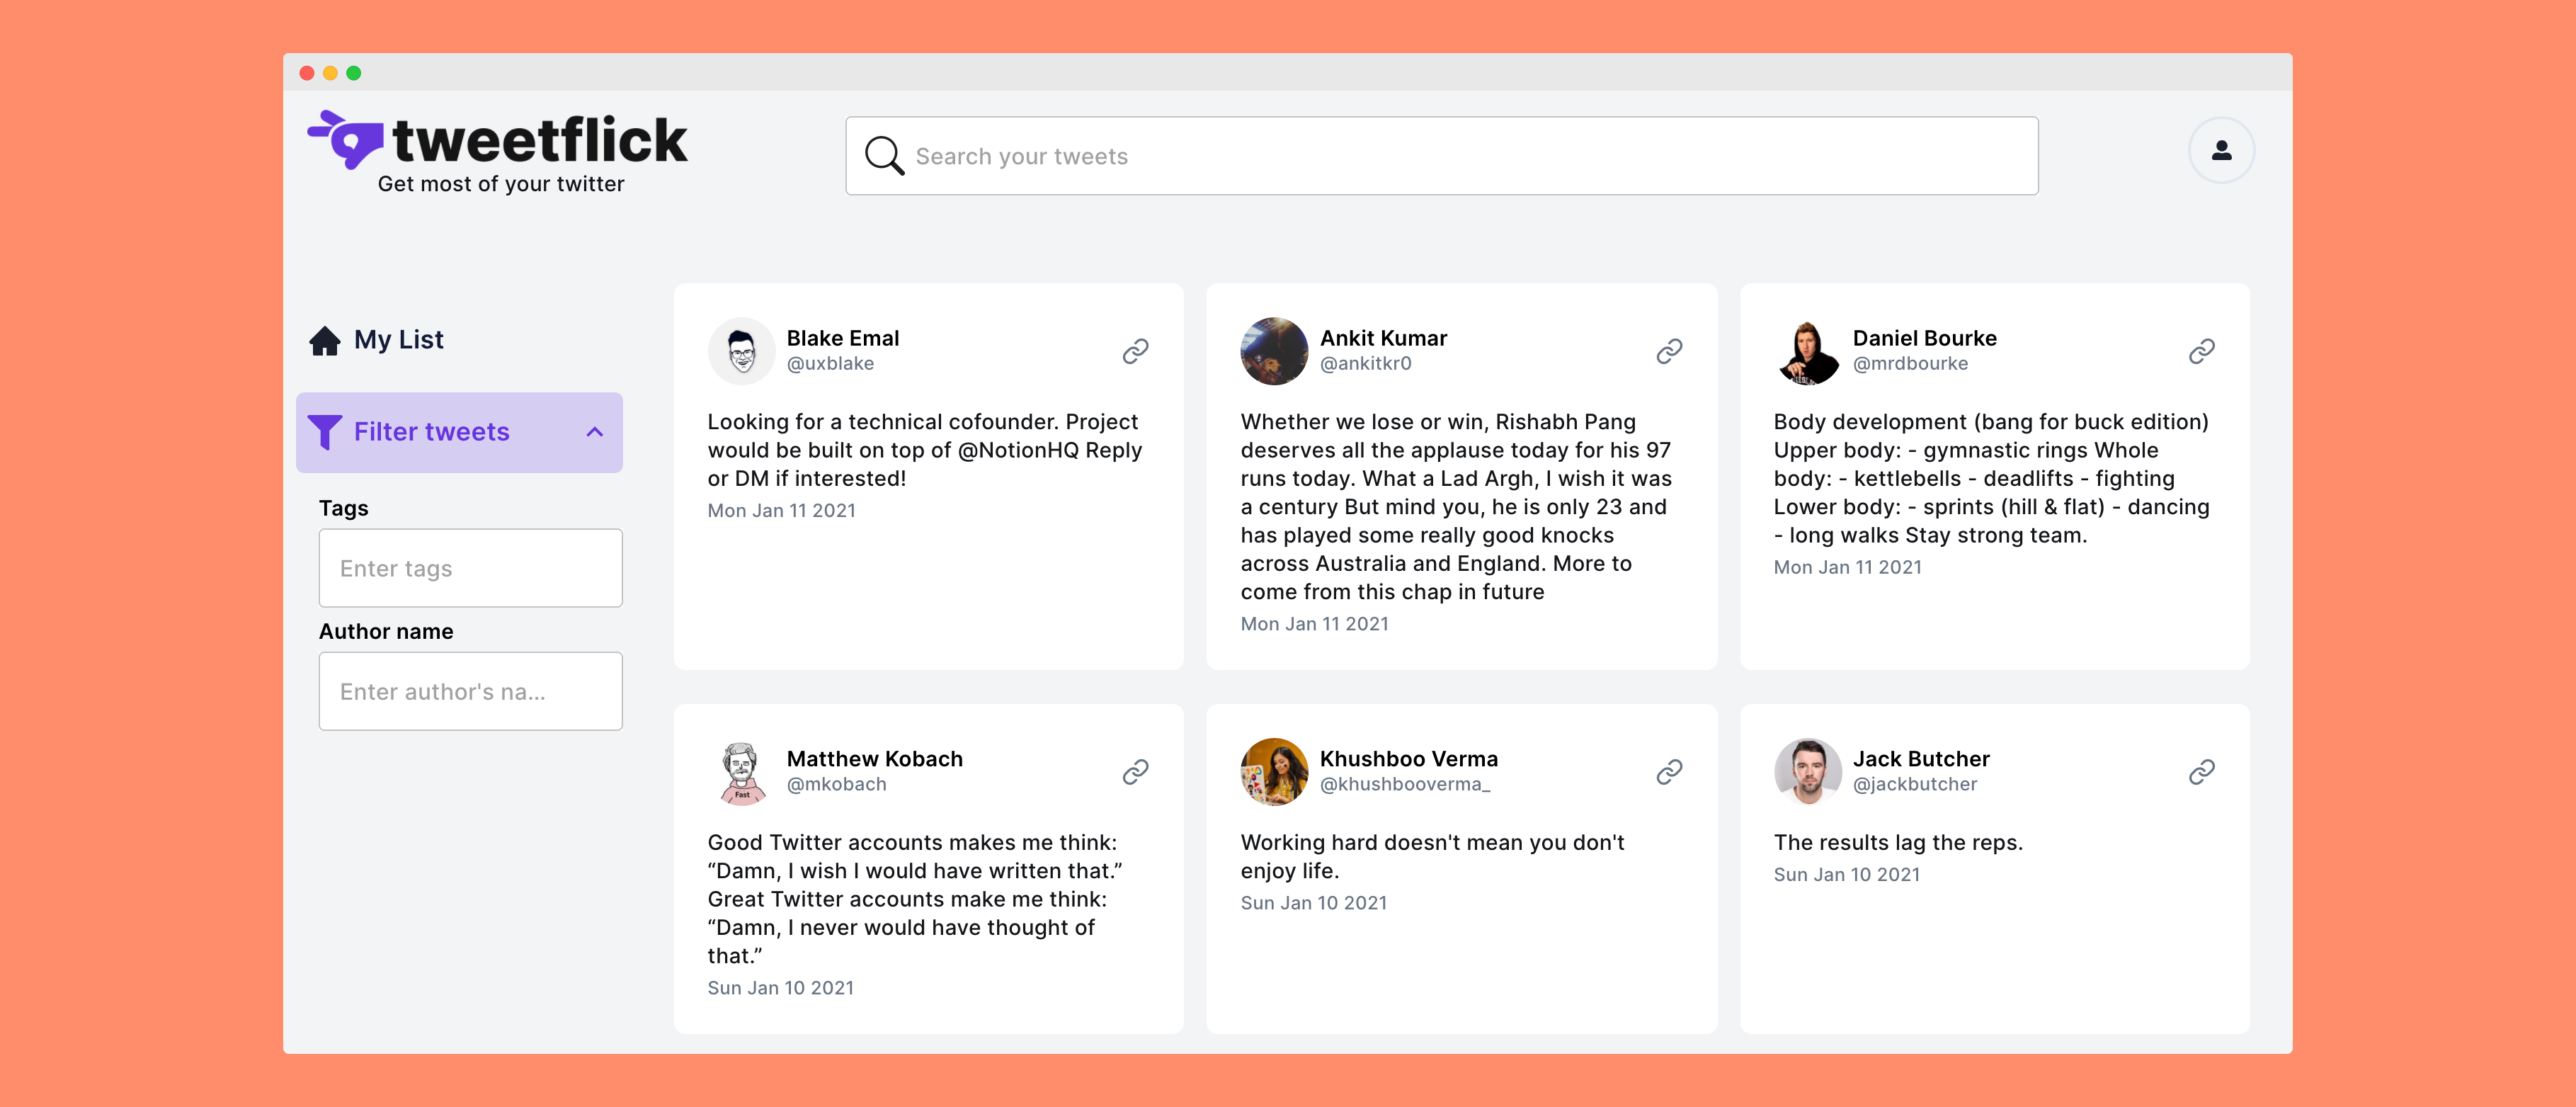 tweetflick
Get most of your twitter
Search your tweets
My List
Filter tweets
Tags
Enter tags
Author name
Enter author's na...
Blake Emal
@uxblake
Looking for a technical cofounder. Project
would be built on top of @NotionHQ Reply
or DM if interested!
Mon Jan 11 2021
Ankit Kumar
@ankitkr0
Whether we lose or win, Rishabh Pang
deserves all the applause today for his 97
runs today. What a Lad Argh, I wish it was
a century But mind you, he is only 23 and
has played some really good knocks
across Australia and England. More to
come from this chap in future
Mon Jan 11 2021
Daniel Bourke
@mrdbourke
Body development (bang for buck edition)
Upper body: - gymnastic rings Whole
body: - kettlebells - deadlifts - fighting
Lower body: - sprints (hill & flat) - dancing
- long walks Stay strong team.
Mon Jan 11 2021
Fast
Matthew Kobach
@mkobach
Good Twitter accounts makes me think:
“Damn, I wish I would have written that.”
Great Twitter accounts make me think:
“Damn, I never would have thought of
that.”
Sun Jan 10 2021
Khushboo Verma
@khushbooverma_
Working hard doesn't mean you don't
enjoy life.
Sun Jan 10 2021
Jack Butcher
@jackbutcher
The results lag the reps.
Sun Jan 10 2021